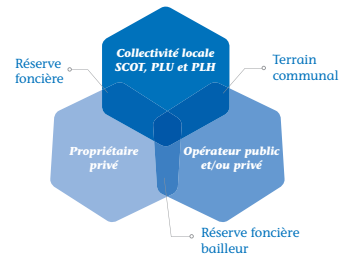 Collectivité locale
SCOT, PLU et PLH
Réserve
foncière
Terrain
communal
Propriétaire
privé
Opérateur public
et/ou privé
Réserve foncière
bailleur